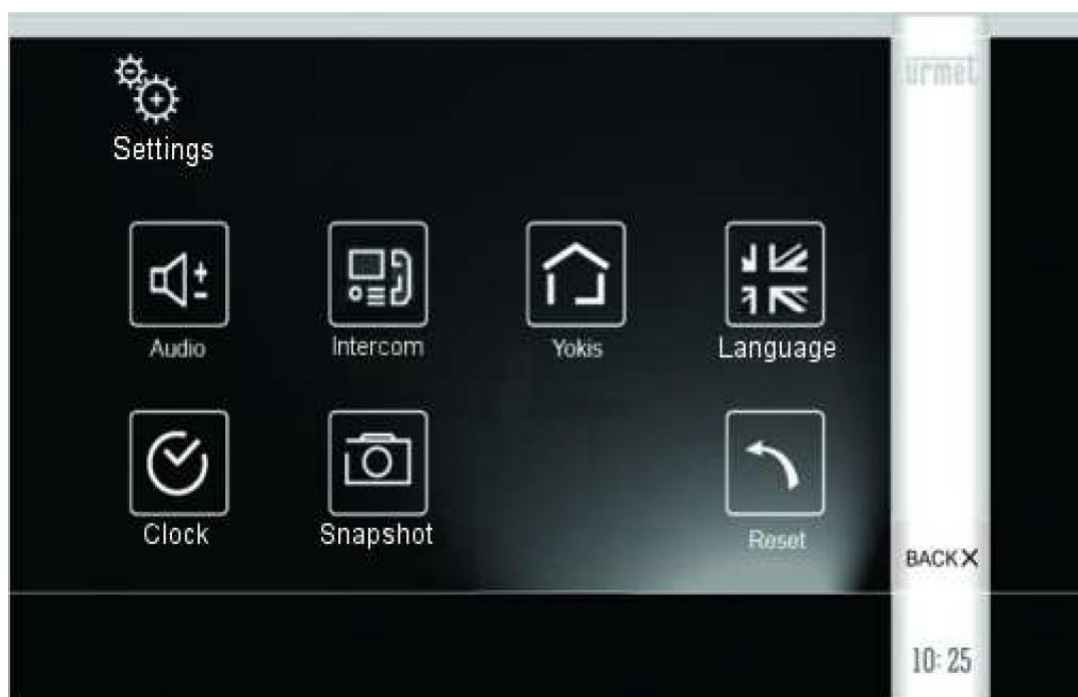 urmet
Settings
Audio
Intercom
Yokis
Language
Clock
Snapshot
Reset
BACK X
10:25